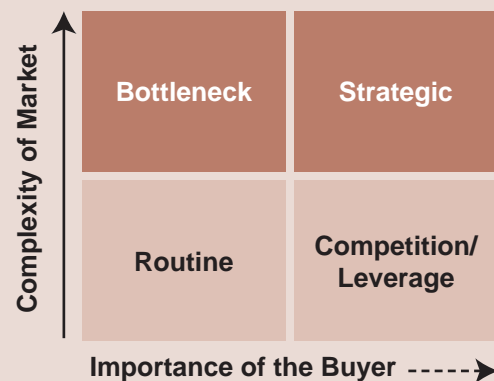 Complexity of Market
Bottleneck
Strategic
Routine
Competition/
Leverage
Importance of the Buyer